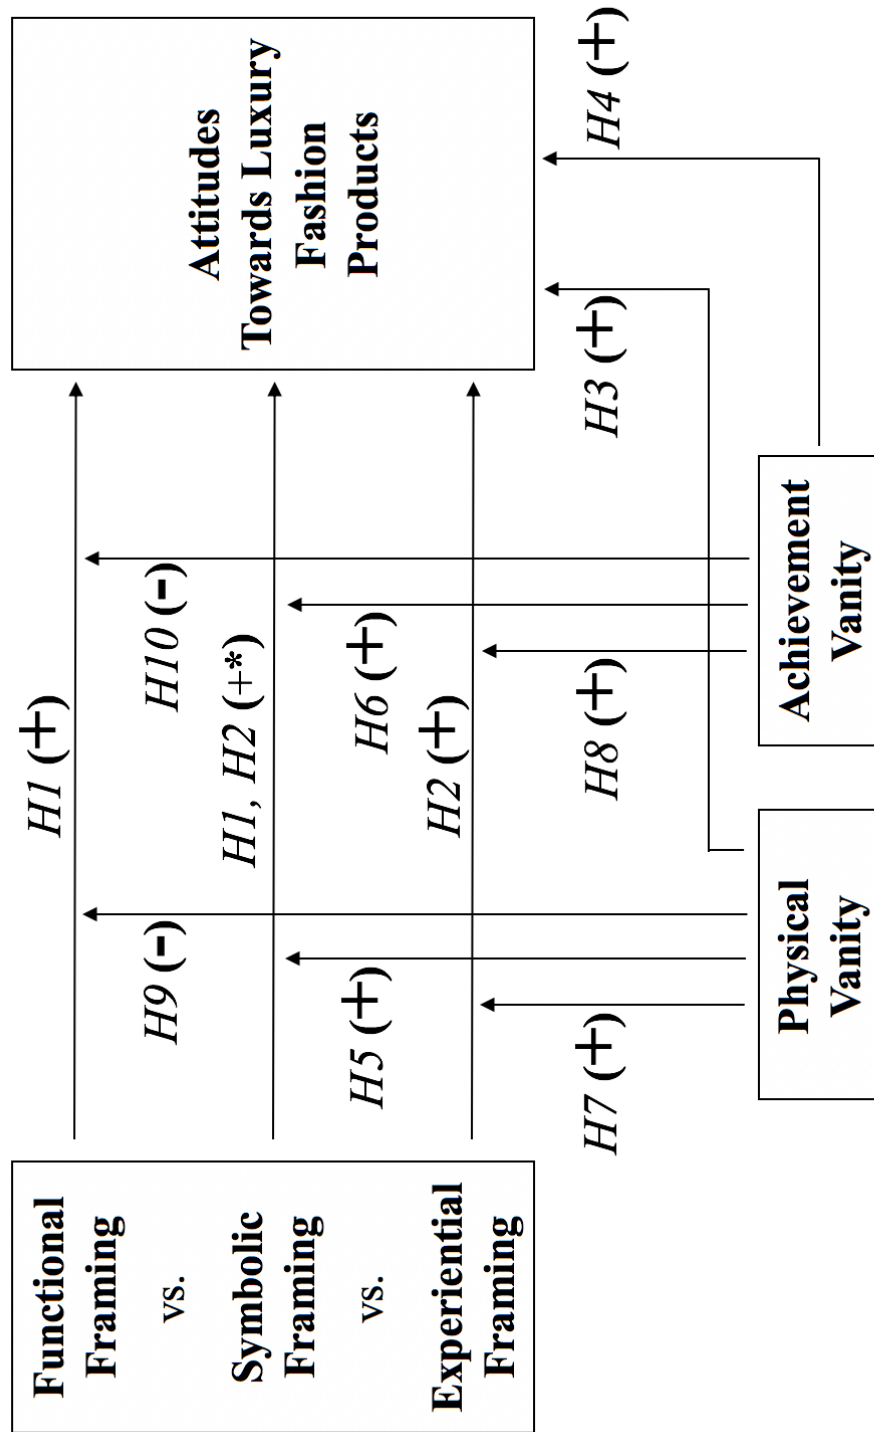 Functional
Framing
vs.
Symbolic
Framing
vs.
Experiential
Framing
H1 (+)
H9 (-)
H10 (-)
H1, H2 (+*)
H5 (+)
H6 (+)
H2 (+)
H7 (+)
H8 (+)
H3 (+)
H4 (+)
Attitudes
Towards Luxury
Fashion
Products
Physical
Vanity
Achievement
Vanity